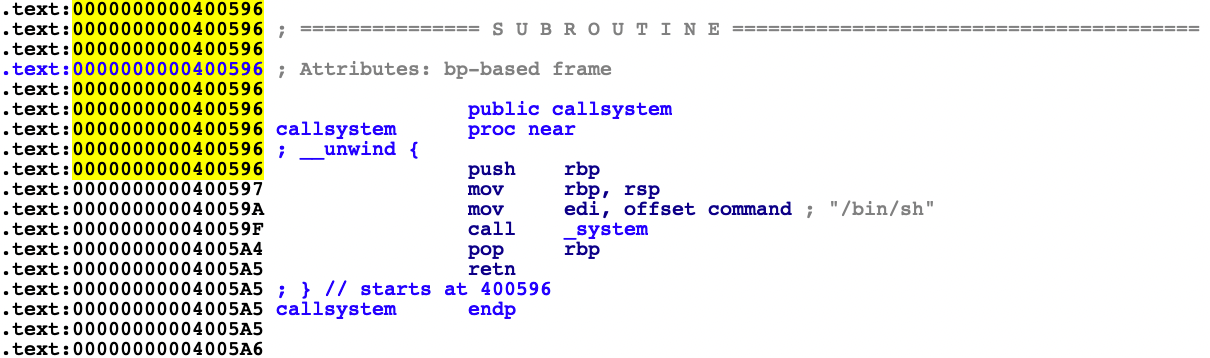 .text:0000000000400596
.text:0000000000400596 ; =============== S U B R O U T I N E =======================================
.text:0000000000400596
.text:0000000000400596 ; Attributes: bp-based frame
.text:0000000000400596
.text:0000000000400596                 public callsystem
.text:0000000000400596 callsystem      proc near
.text:0000000000400596 ; __unwind {
.text:0000000000400596                 push    rbp
.text:0000000000400597                 mov     rbp, rsp
.text:000000000040059A                 mov     edi, offset command ; "/bin/sh"
.text:000000000040059F                 call    _system
.text:00000000004005A4                 pop     rbp
.text:00000000004005A5                 retn
.text:00000000004005A5 ; } // starts at 400596
.text:00000000004005A5 callsystem      endp
.text:00000000004005A5
.text:00000000004005A6